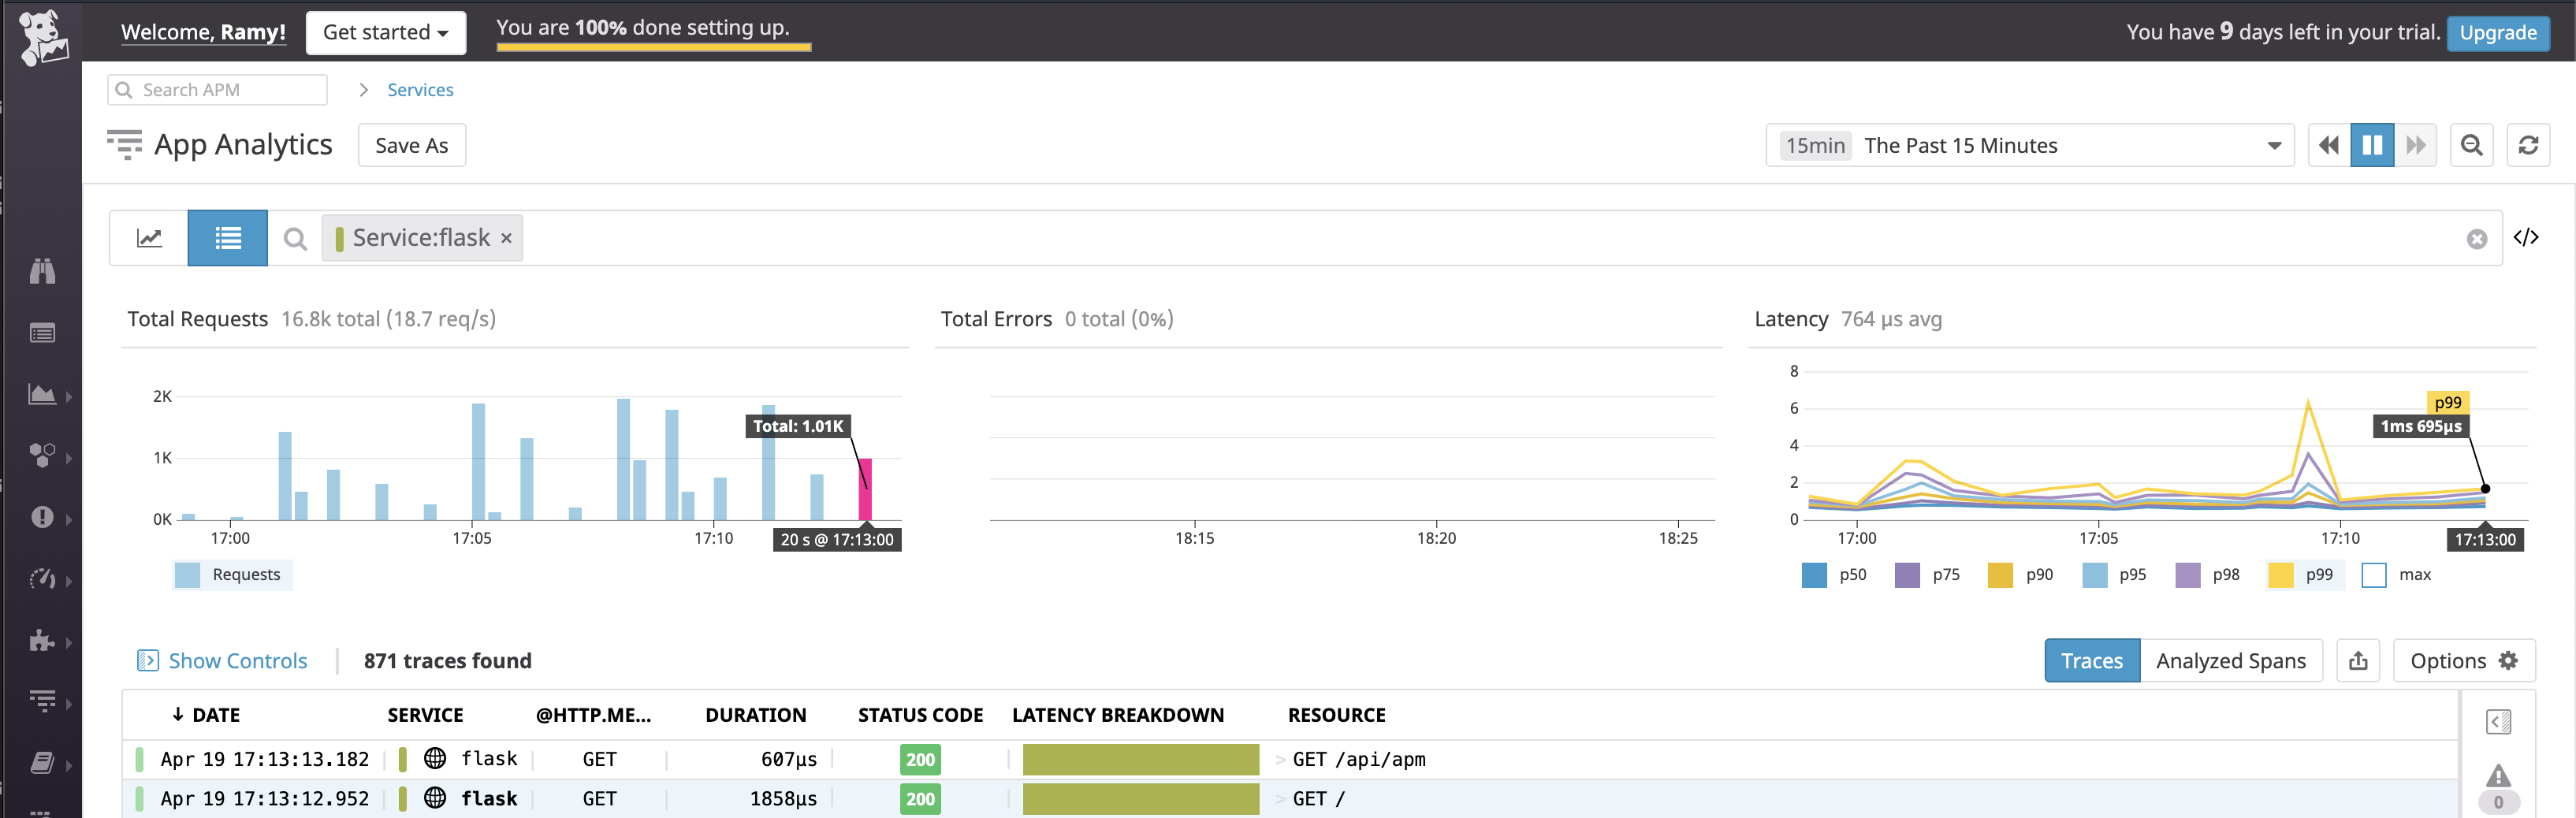 Welcome, Ramy! Get started You are 100% done setting up. You have 9 days left in your trial. Upgrade
Search APM > Services
App Analytics Save As 15min The Past 15 Minutes
Service:flask × </>
Total Requests 16.8k total (18.7 req/s)
2K
1K
0K
Total: 1.01K
17:00 17:05 17:10 20 s @ 17:13:00
Requests
Total Errors 0 total (0%)
18:15 18:20 18:25
Latency 764 µs avg
8
6
4
2
0
p99
1ms 695µs
17:00 17:05 17:10 17:13:00
p50 p75 p90 p95 p98 p99 max
Show Controls 871 traces found Traces Analyzed Spans Options
↓ DATE SERVICE @HTTP.ME... DURATION STATUS CODE LATENCY BREAKDOWN RESOURCE
Apr 19 17:13:13.182 flask GET 607µs 200 > GET /api/apm
Apr 19 17:13:12.952 flask GET 1858µs 200 > GET /
0